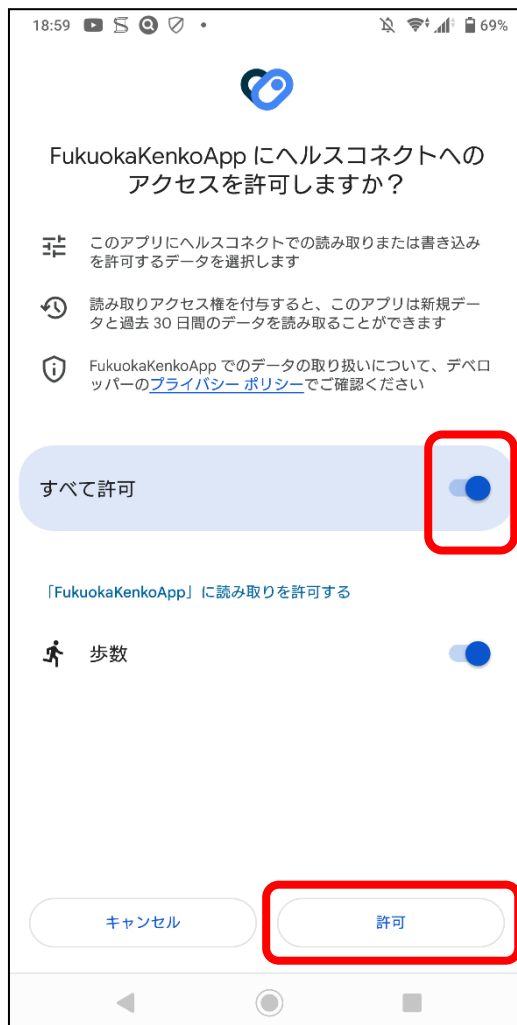 18:59
69%
FukuokaKenkoApp にヘルスコネクトへの
アクセスを許可しますか？
このアプリにヘルスコネクトでの読み取りまたは書き込み
を許可するデータを選択します
読み取りアクセス権を付与すると、このアプリは新規デー
タと過去 30 日間のデータを読み取ることができます
FukuokaKenkoApp でのデータの取り扱いについて、デベロ
ッパーのプライバシー ポリシーでご確認ください
すべて許可
「FukuokaKenkoApp」に読み取りを許可する
歩数
キャンセル
許可